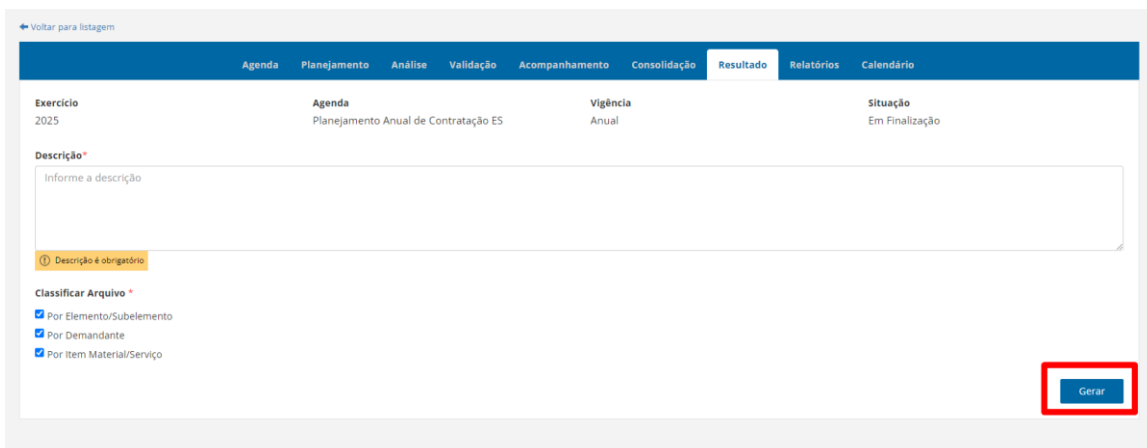 Voltar para listagem
Agenda Planejamento Análise Validação Acompanhamento Consolidação Resultado Relatórios Calendário
Exercício Agenda Vigência Situação
2025 Planejamento Anual de Contratação ES Anual Em Finalização
Descrição*
Informe a descrição
Descrição é obrigatório
Classificar Arquivo *
Por Elemento/Subelemento
Por Demandante
Por Item Material/Serviço
Gerar